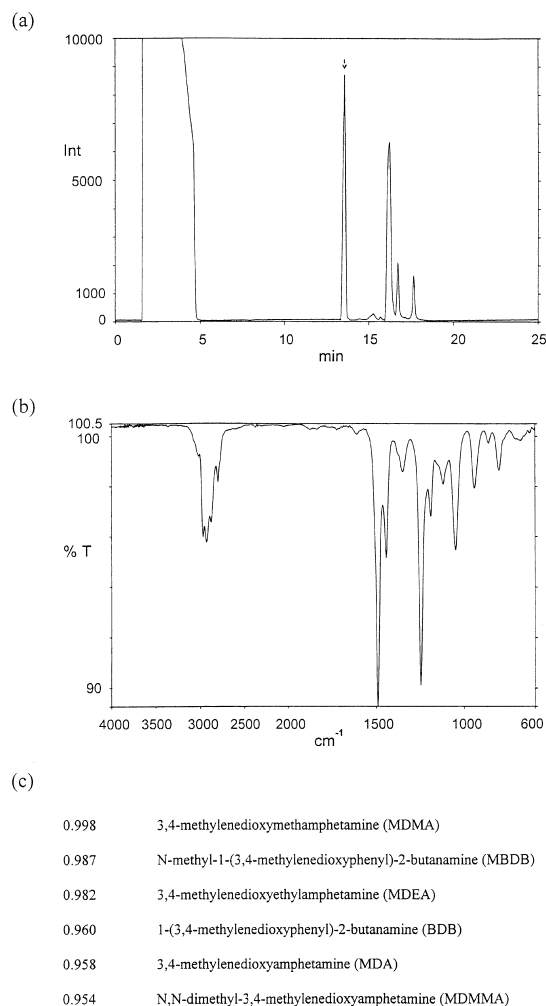 (a)
10000
Int
5000
1000
0
0 5 10 15 20 25
min
(b)
100.5
100
% T
90
4000 3500 3000 2500 2000 1500 1000 600
cm-1
(c)
0.998 3,4-methylenedioxymethamphetamine (MDMA)
0.987 N-methyl-1-(3,4-methylenedioxyphenyl)-2-butanamine (MBDB)
0.982 3,4-methylenedioxyethylamphetamine (MDEA)
0.960 1-(3,4-methylenedioxyphenyl)-2-butanamine (BDB)
0.958 3,4-methylenedioxyamphetamine (MDA)
0.954 N,N-dimethyl-3,4-methylenedioxyamphetamine (MDMMA)